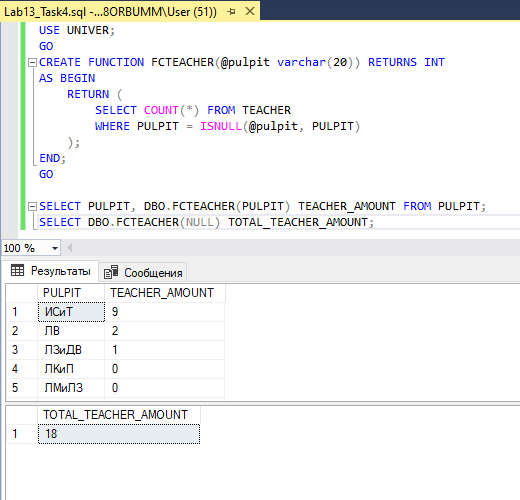 Lab13_Task4.sql -...8ORBUMM\User (51))
USE UNIVER;
GO
CREATE FUNCTION FCTEACHER(@pulpit varchar(20)) RETURNS INT
AS BEGIN
RETURN (
SELECT COUNT(*) FROM TEACHER
WHERE PULPIT = ISNULL(@pulpit, PULPIT)
);
END;
GO
SELECT PULPIT, DBO.FCTEACHER(PULPIT) TEACHER_AMOUNT FROM PULPIT;
SELECT DBO.FCTEACHER(NULL) TOTAL_TEACHER_AMOUNT;
100 %
Результаты Сообщения
PULPIT TEACHER_AMOUNT
1 ИСиТ 9
2 ЛВ 2
3 ЛЗиДВ 1
4 ЛКиП 0
5 ЛМиЛЗ 0
TOTAL_TEACHER_AMOUNT
1 18